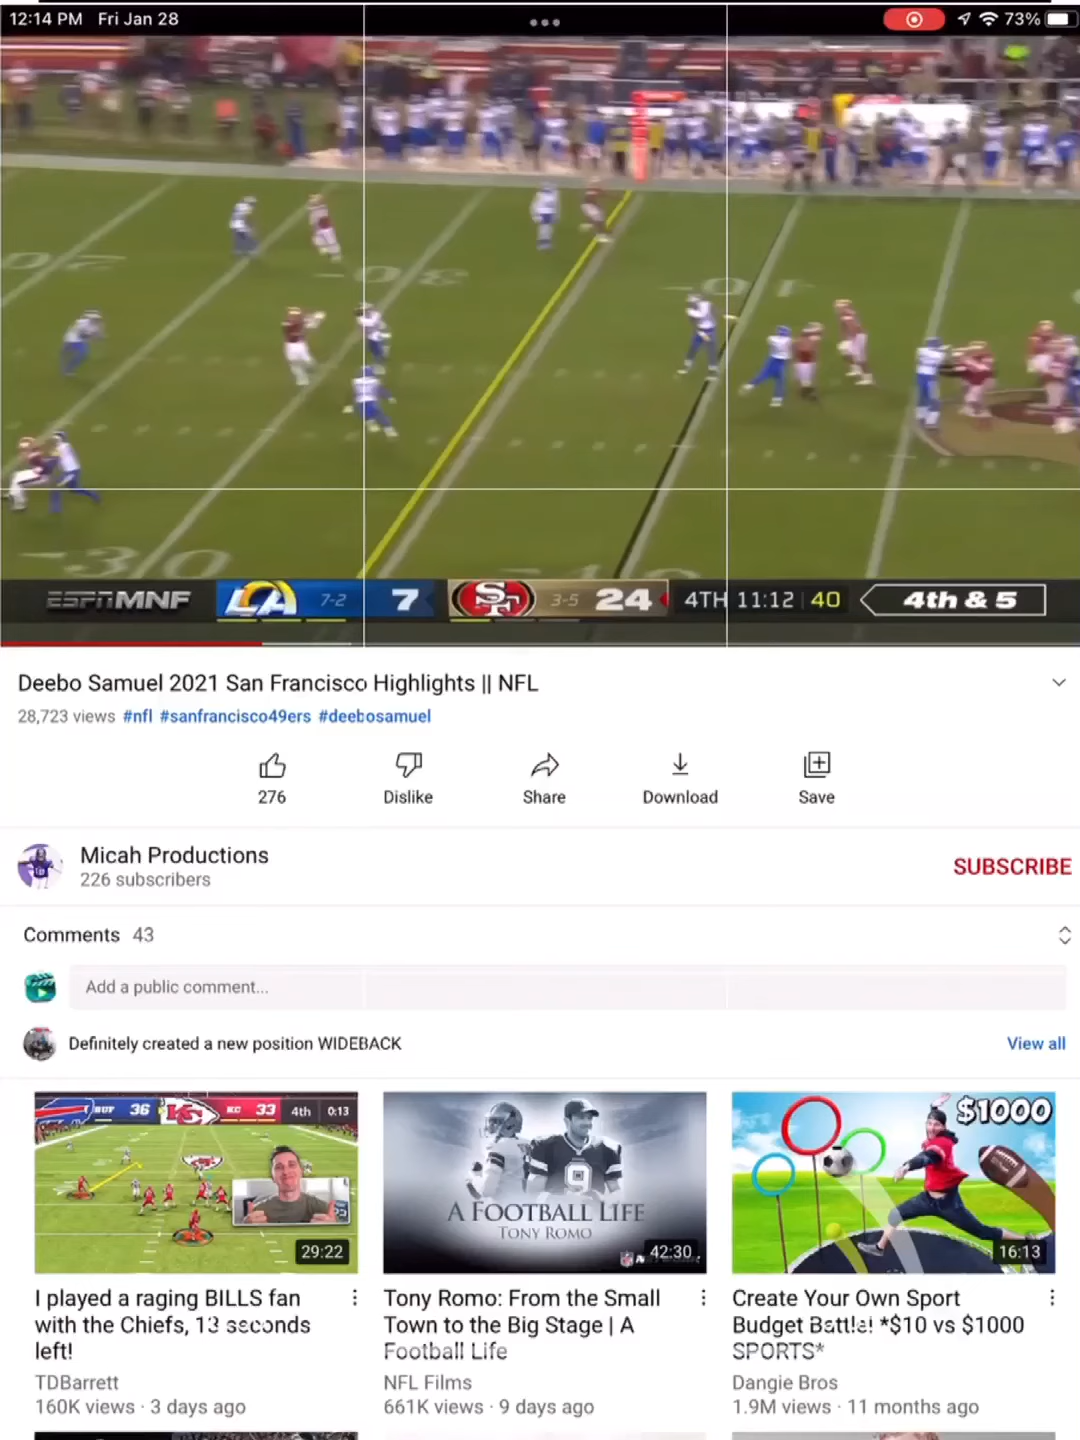 12:14 PM Fri Jan 28
73%
20
30
10
30
10
ESPN MNF LA 7-2 7 SF 3-5 24 4TH 11:12 40 4th & 5
Deebo Samuel 2021 San Francisco Highlights || NFL
28,723 views #nfl #sanfrancisco49ers #deebosamuel
276 Dislike Share Download Save
Micah Productions
226 subscribers
SUBSCRIBE
Comments 43
Add a public comment...
Definitely created a new position WIDEBACK
View all
BUF 36 KC 33 4th 0:13
29:22
I played a raging BILLS fan
with the Chiefs, 13 seconds
left!
TDBarrett
160K views · 3 days ago
9
A FOOTBALL LIFE
TONY ROMO
42:30
Tony Romo: From the Small
Town to the Big Stage | A
Football Life
NFL Films
661K views · 9 days ago
$1000
16:13
Create Your Own Sport
Budget Battle! *$10 vs $1000
SPORTS*
Dangie Bros
1.9M views · 11 months ago